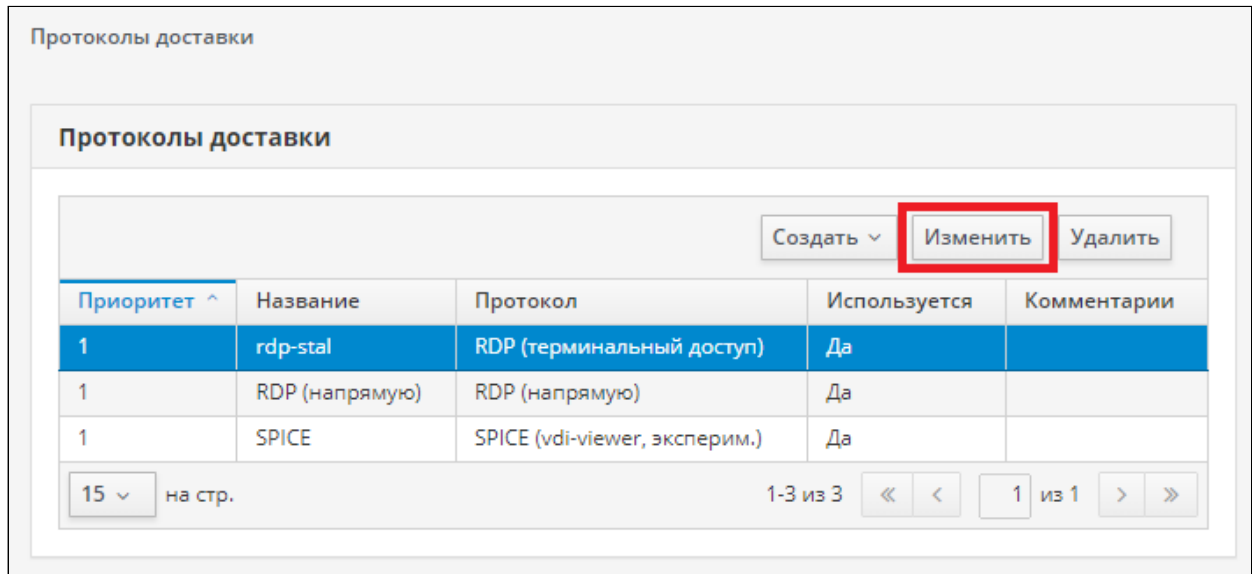 Протоколы доставки
Протоколы доставки
Создать Изменить Удалить
Приоритет Название Протокол Используется Комментарии
1 rdp-stal RDP (терминальный доступ) Да
1 RDP (напрямую) RDP (напрямую) Да
1 SPICE SPICE (vdi-viewer, эксперим.) Да
15 на стр. 1-3 из 3 « < 1 из 1 > »